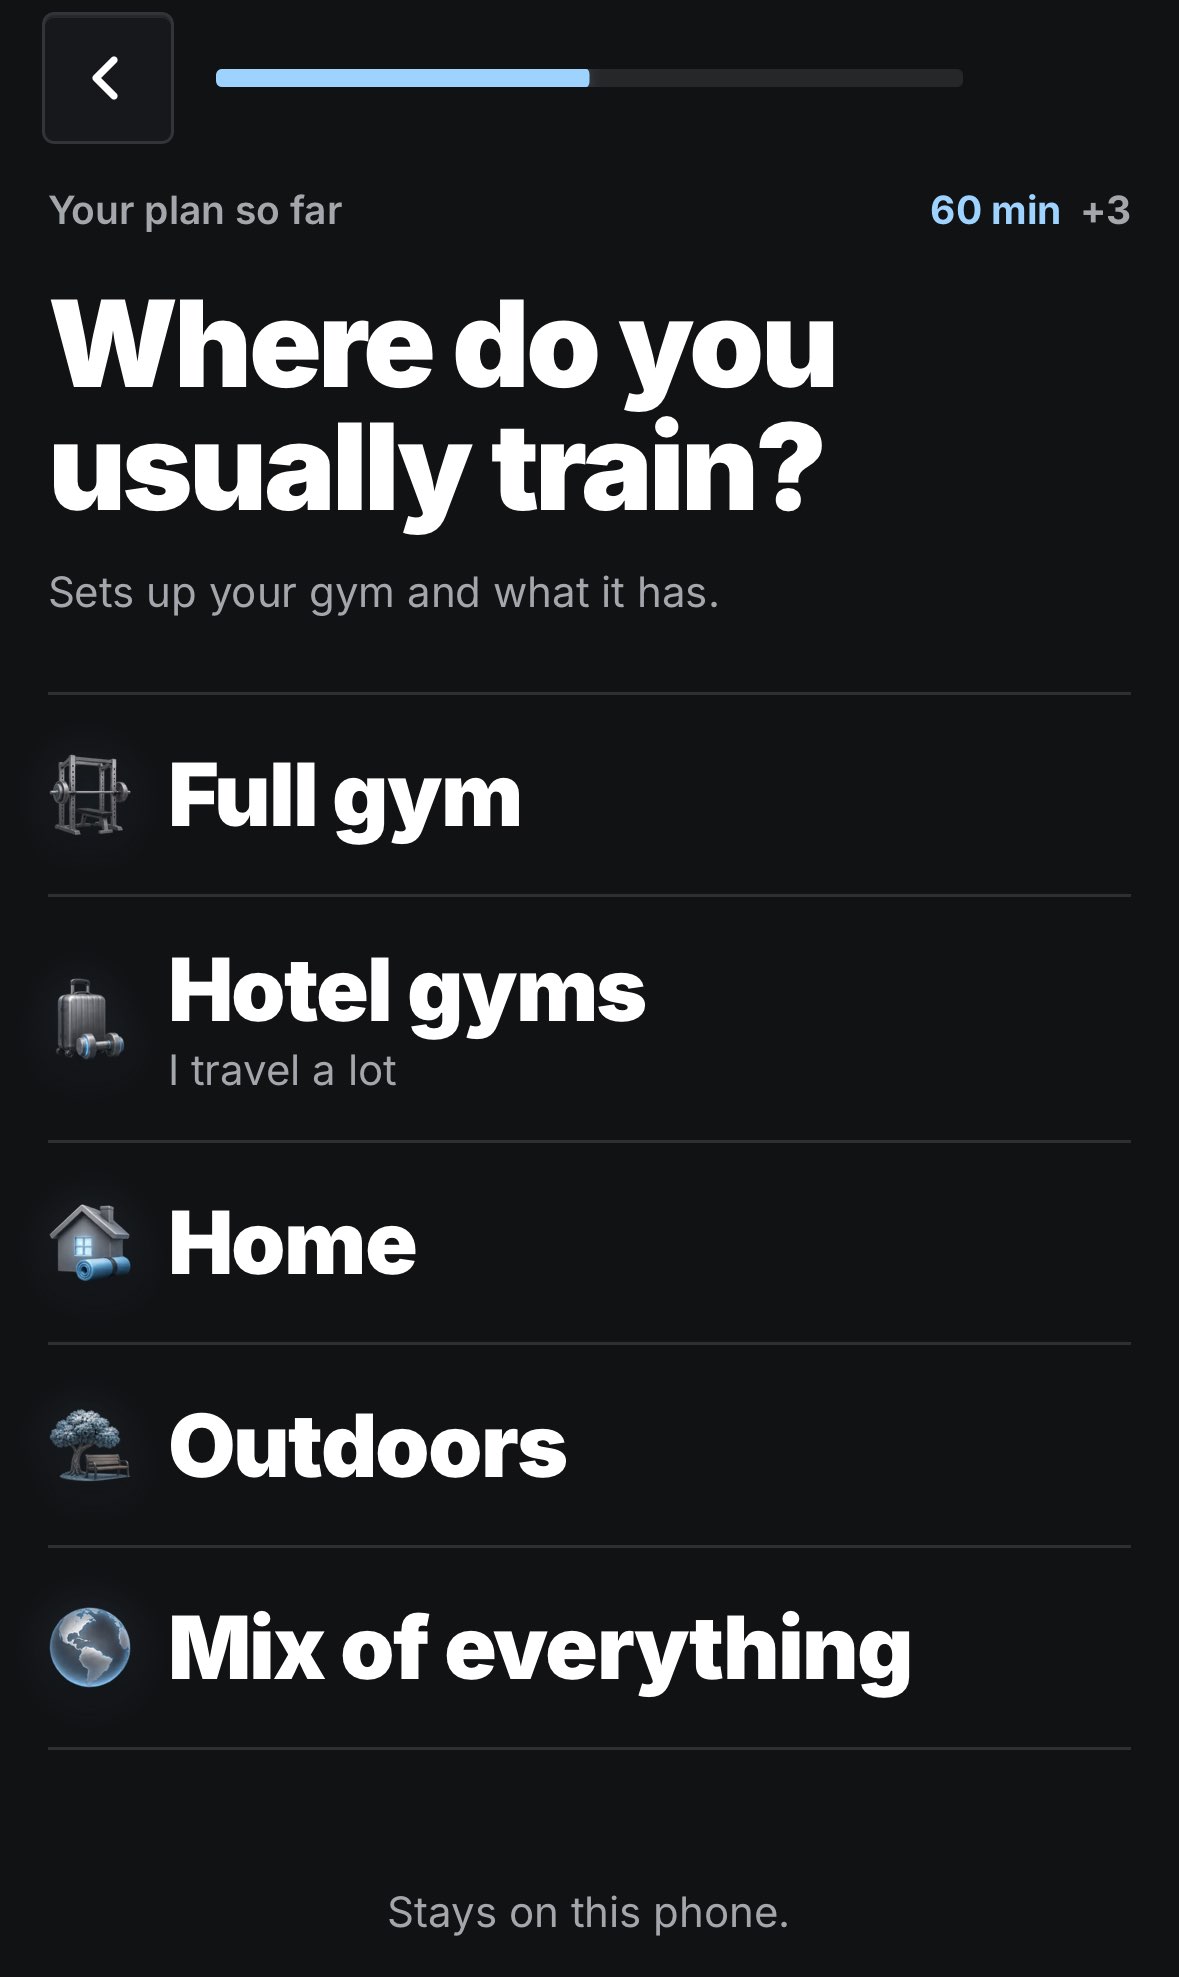 Your plan so far
60 min +3
Where do you
usually train?
Sets up your gym and what it has.
Full gym
Hotel gyms
I travel a lot
Home
Outdoors
Mix of everything
Stays on this phone.